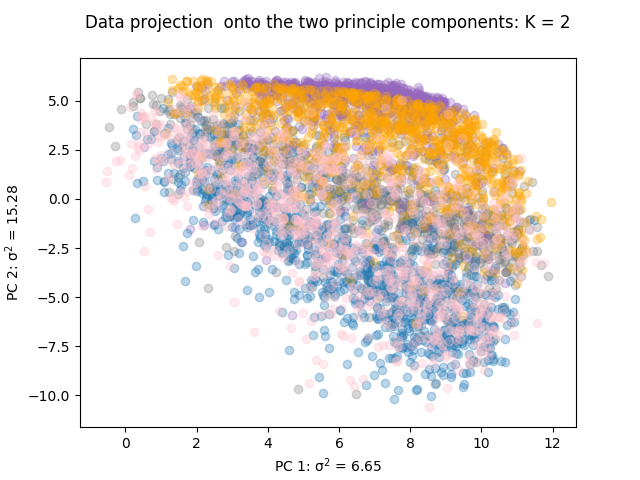 Data projection  onto the two principle components: K = 2
PC 2: σ² = 15.28
5.0
2.5
0.0
−2.5
−5.0
−7.5
−10.0
0 2 4 6 8 10 12
PC 1: σ² = 6.65